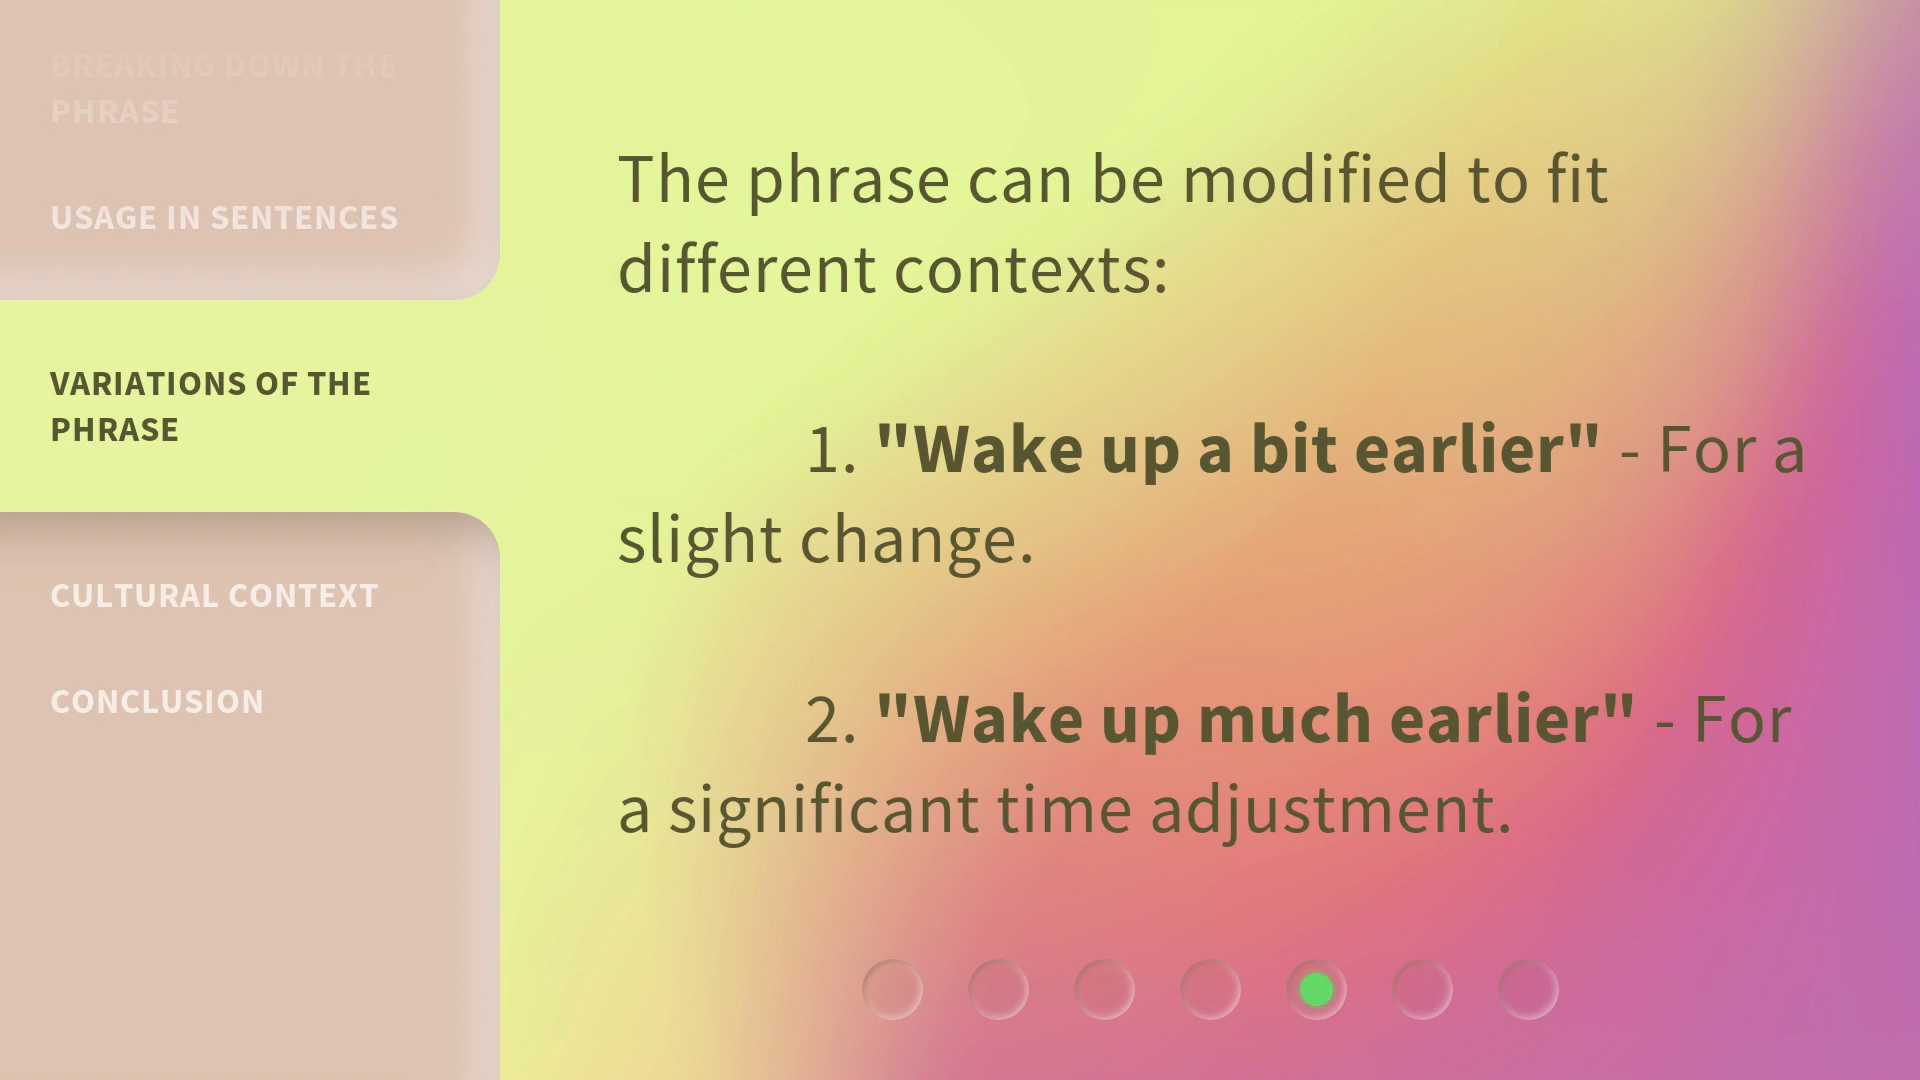 BREAKING DOWN THE
PHRASE
USAGE IN SENTENCES
VARIATIONS OF THE
PHRASE
CULTURAL CONTEXT
CONCLUSION
The phrase can be modified to fit
different contexts:
1. "Wake up a bit earlier" - For a
slight change.
2. "Wake up much earlier" - For
a significant time adjustment.